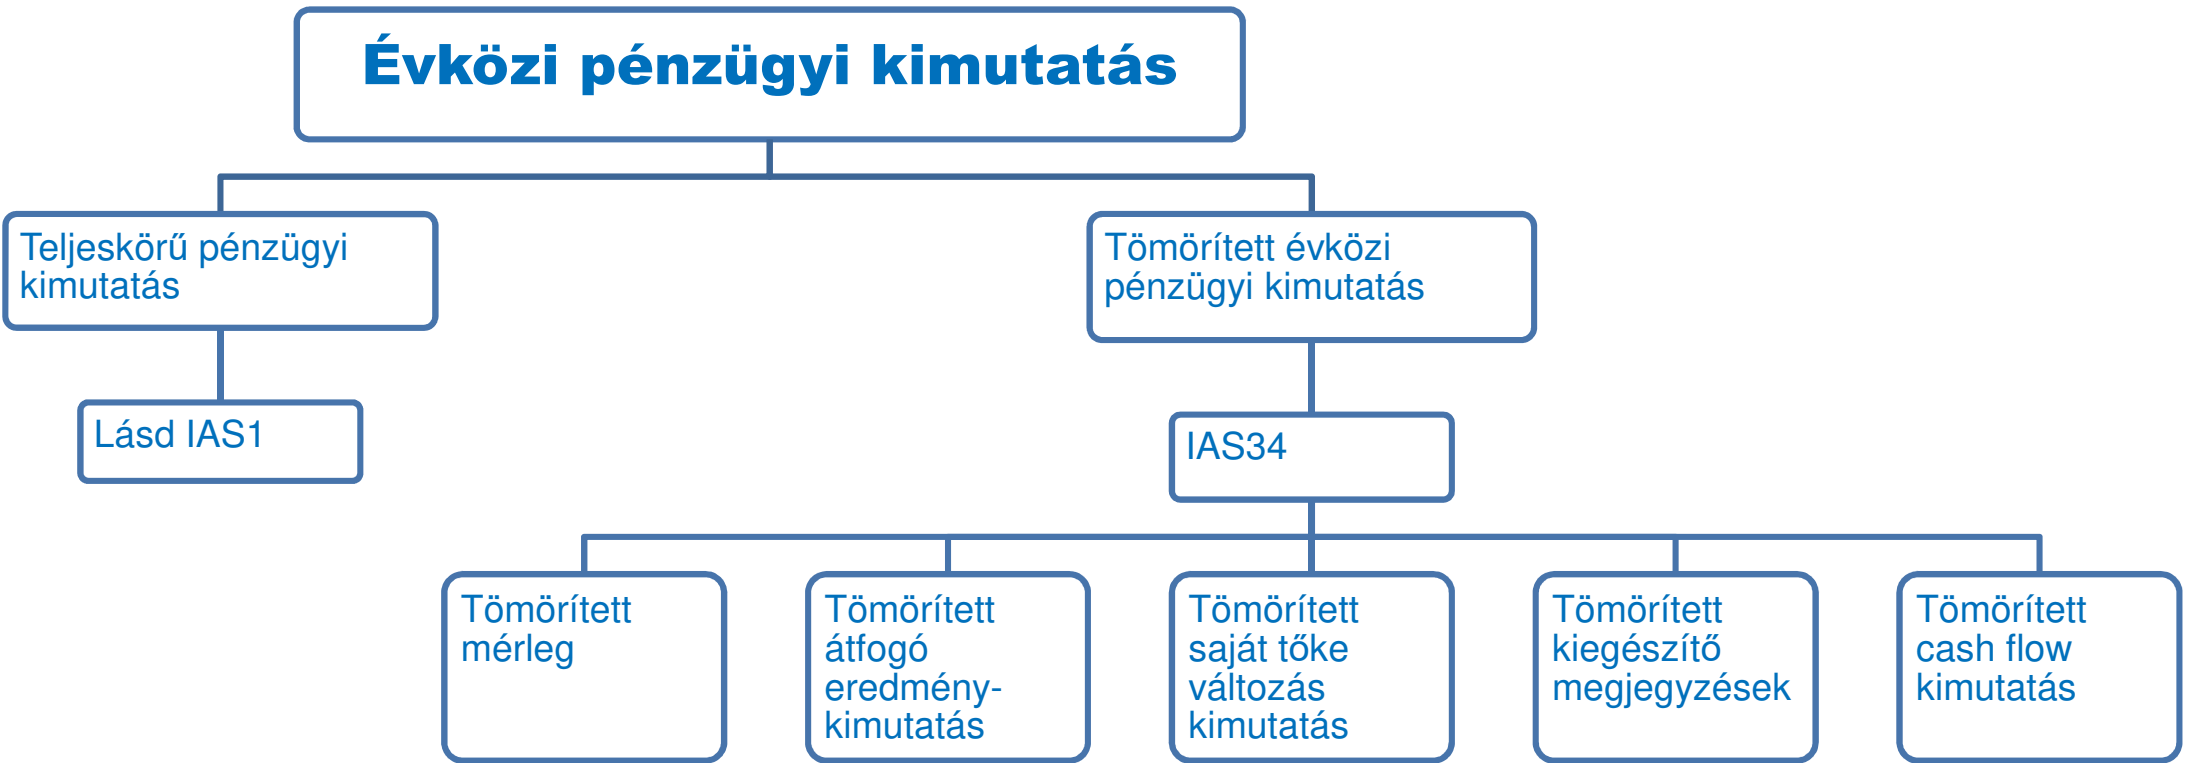 Évközi pénzügyi kimutatás
Teljeskörű pénzügyi
kimutatás
Tömörített évközi
pénzügyi kimutatás
Lásd IAS1
IAS34
Tömörített
mérleg
Tömörített
átfogó
eredmény-
kimutatás
Tömörített
saját tőke
változás
kimutatás
Tömörített
kiegészítő
megjegyzések
Tömörített
cash flow
kimutatás